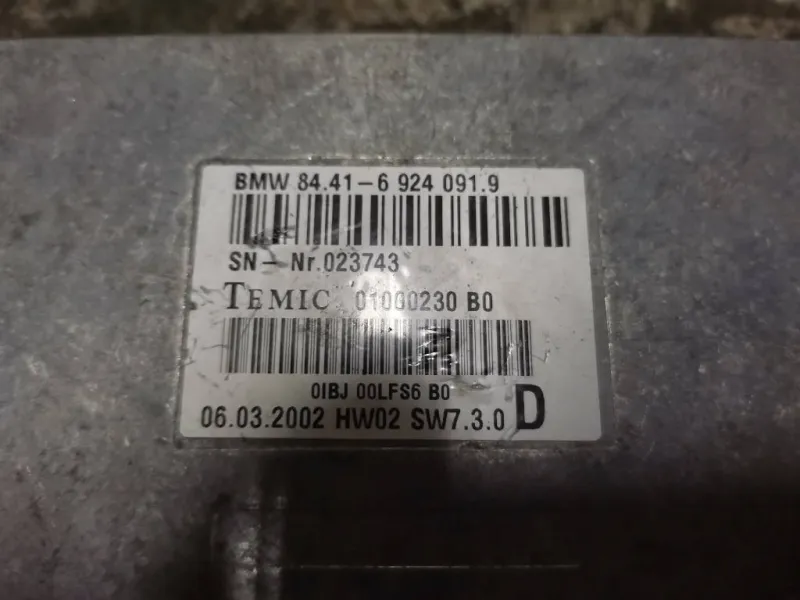 BMW 84.41-6 924 091.9
SN-Nr.023743
TEMIC 01060230 B0
0IBJ 00LFS6 B0
06.03.2002 HW02 SW7.3.0 D